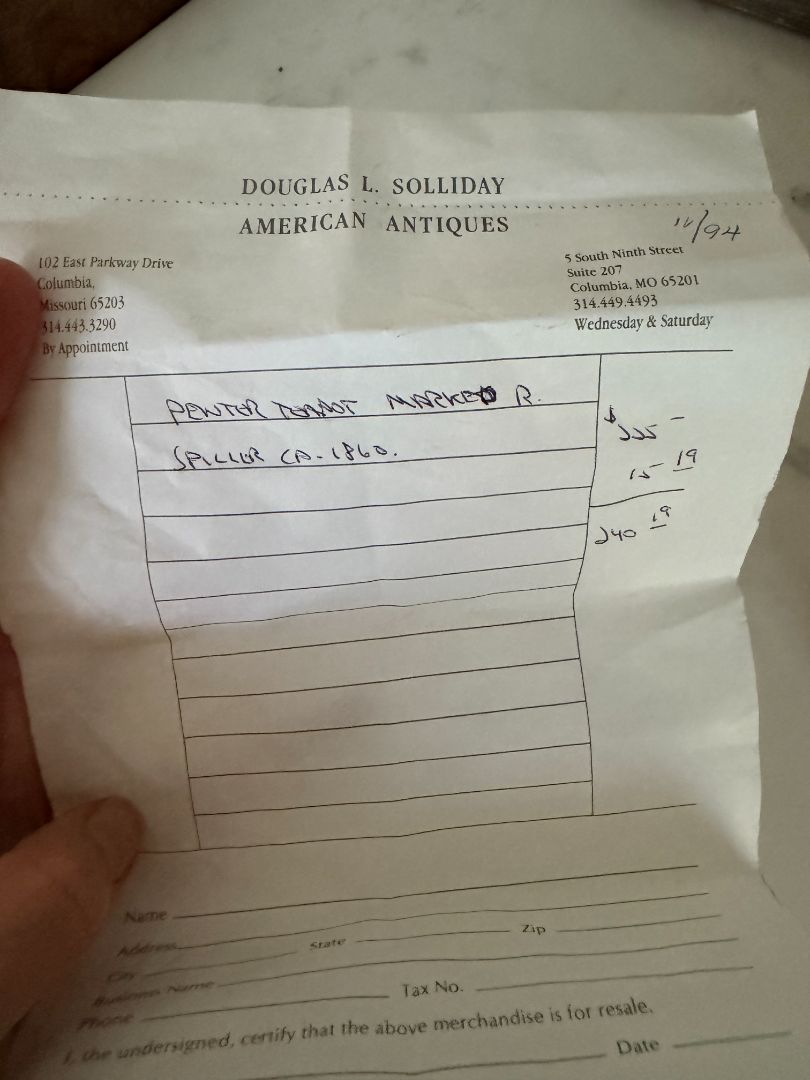 DOUGLAS L. SOLLIDAY
AMERICAN ANTIQUES
12/94
102 East Parkway Drive
Columbia,
Missouri 65203
314.443.3290
By Appointment
5 South Ninth Street
Suite 207
Columbia, MO 65201
314.449.4493
Wednesday & Saturday
PEWTER TEAPOT MARKED R. $225 -
SPILLER CA. 1860. 15 19
240 19
Name
Address
City State Zip
Business Name
Phone Tax No.
I, the undersigned, certify that the above merchandise is for resale.
Date